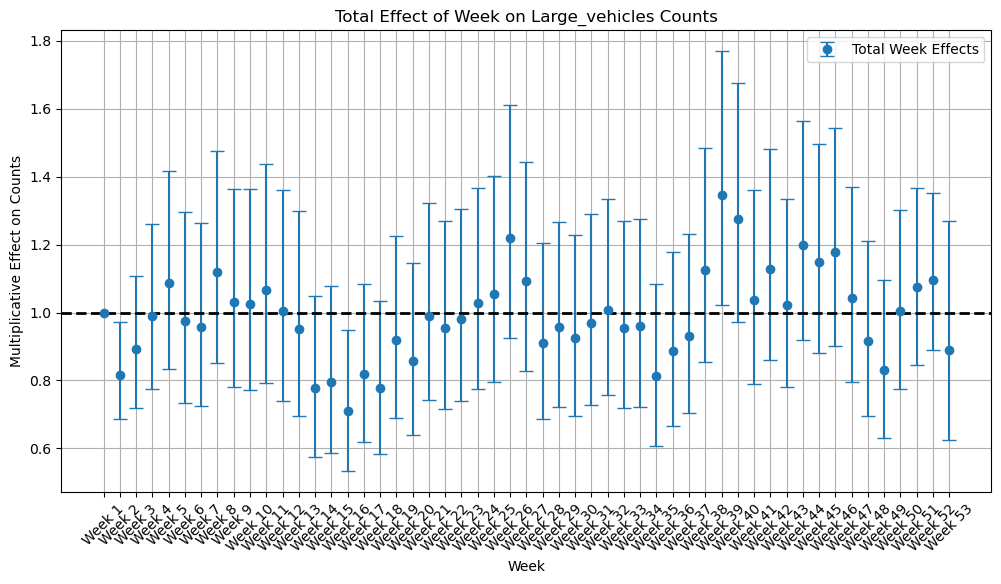 Total Effect of Week on Large_vehicles Counts
Total Week Effects
Multiplicative Effect on Counts
1.8
1.6
1.4
1.2
1.0
0.8
0.6
Week 1
Week 2
Week 3
Week 4
Week 5
Week 6
Week 7
Week 8
Week 9
Week 10
Week 11
Week 12
Week 13
Week 14
Week 15
Week 16
Week 17
Week 18
Week 19
Week 20
Week 21
Week 22
Week 23
Week 24
Week 25
Week 26
Week 27
Week 28
Week 29
Week 30
Week 31
Week 32
Week 33
Week 34
Week 35
Week 36
Week 37
Week 38
Week 39
Week 40
Week 41
Week 42
Week 43
Week 44
Week 45
Week 46
Week 47
Week 48
Week 49
Week 50
Week 51
Week 52
Week 53
Week